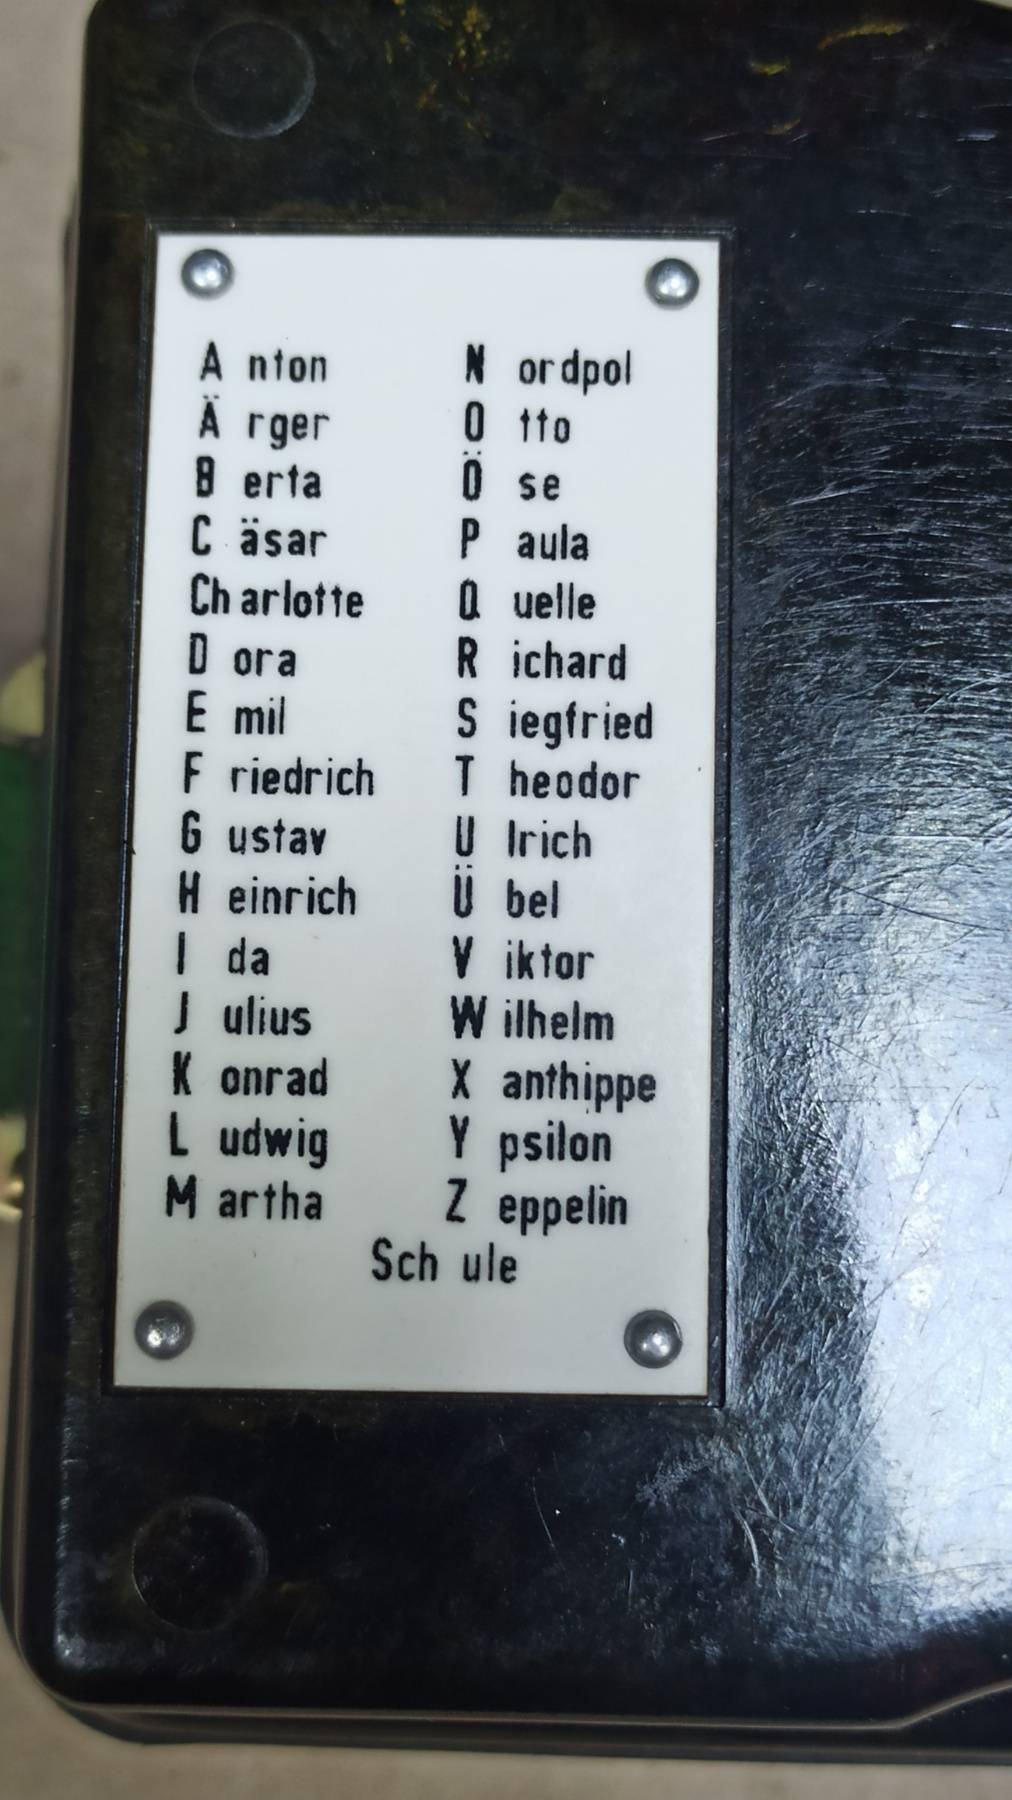 A nton
Ä rger
B erta
C äsar
Ch arlotte
D ora
E mil
F riedrich
G ustav
H einrich
I da
J ulius
K onrad
L udwig
M artha
N ordpol
O tto
Ö se
P aula
Q uelle
R ichard
S iegfried
T heodor
U lrich
Ü bel
V iktor
W ilhelm
X anthippe
Y psilon
Z eppelin
Sch ule